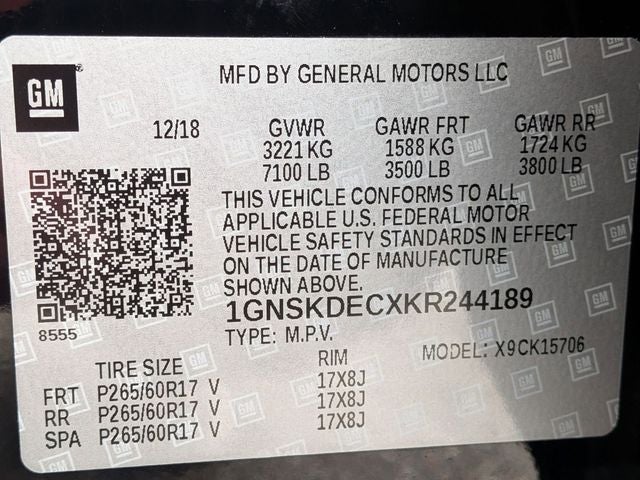 GM
MFD BY GENERAL MOTORS LLC
12/18 GVWR GAWR FRT GAWR RR
3221 KG 1588 KG 1724 KG
7100 LB 3500 LB 3800 LB
THIS VEHICLE CONFORMS TO ALL
APPLICABLE U.S. FEDERAL MOTOR
VEHICLE SAFETY STANDARDS IN EFFECT
ON THE DATE OF MANUFACTURE
SHOWN ABOVE.
1GNSKDECXKR244189
8555
TYPE: M.P.V.
MODEL: X9CK15706
TIRE SIZE RIM
FRT P265/60R17 V 17X8J
RR P265/60R17 V 17X8J
SPA P265/60R17 V 17X8J